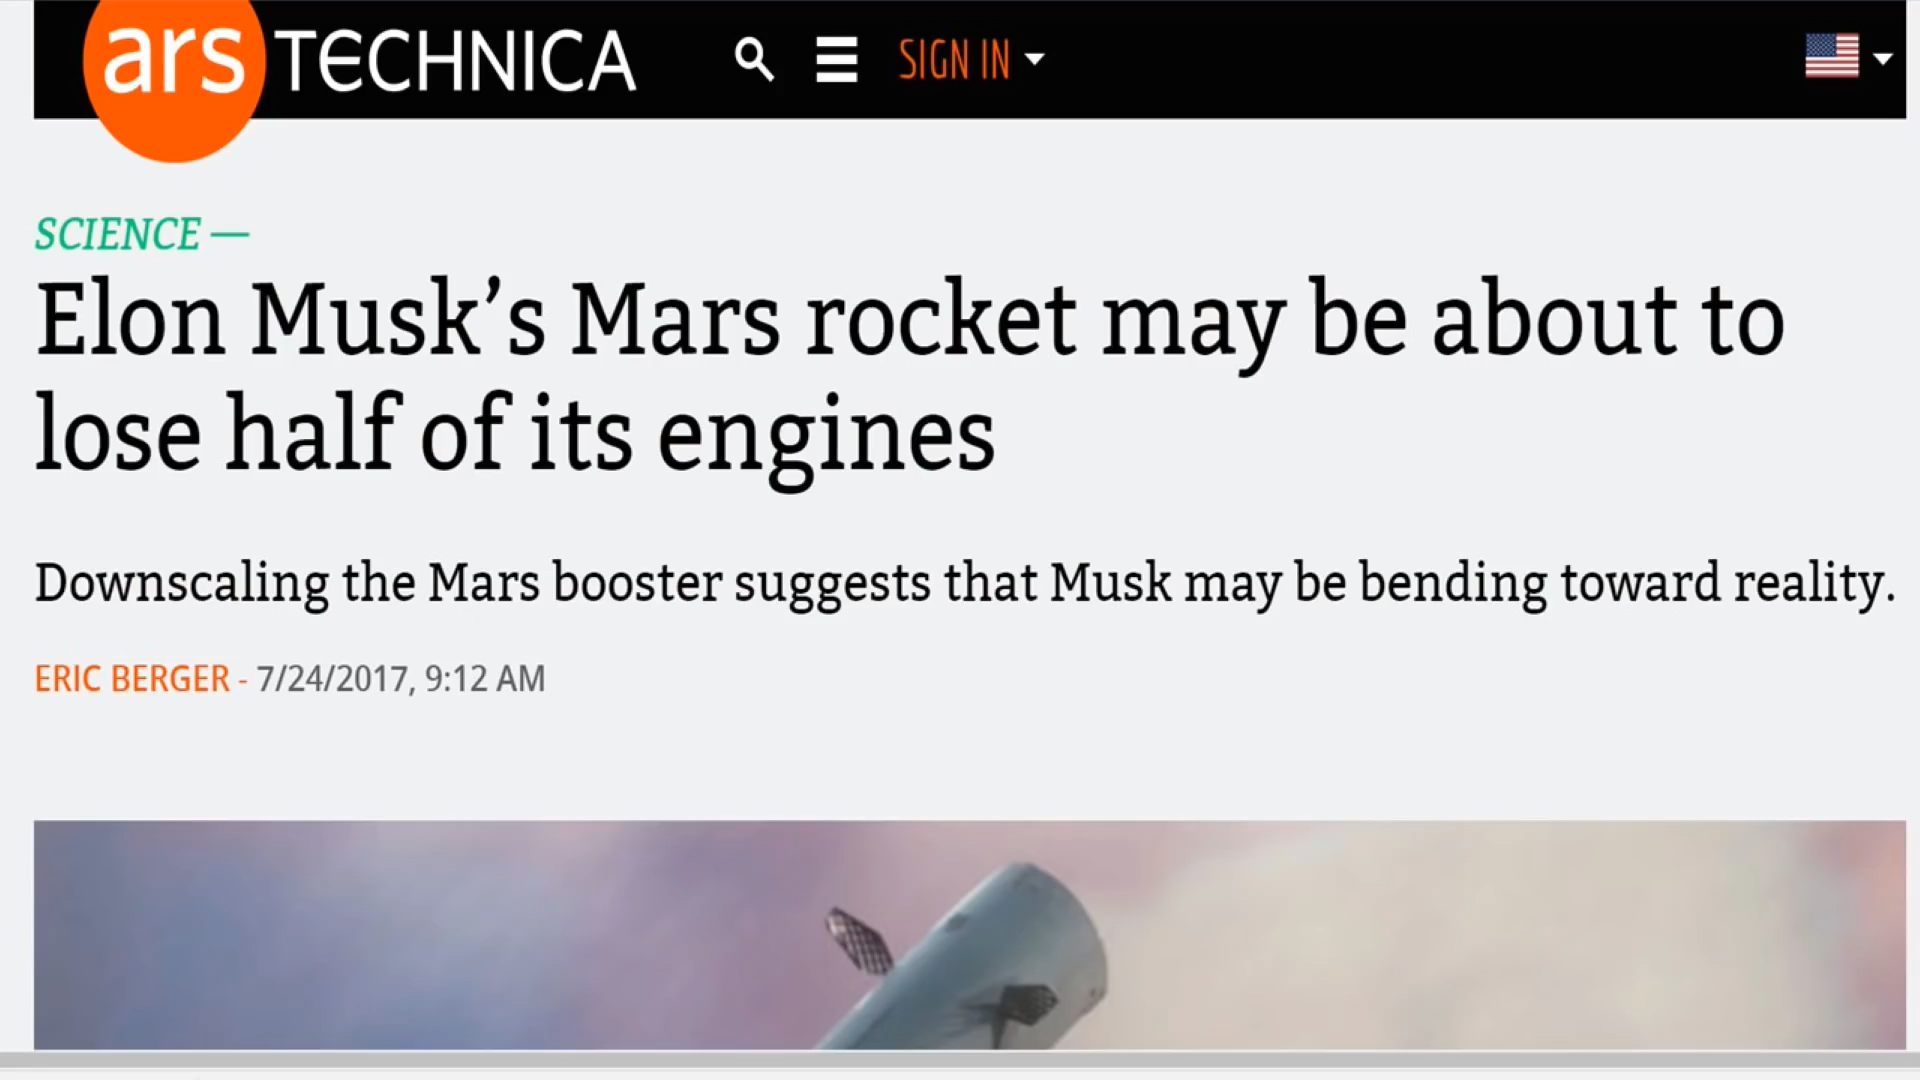 ars TECHNICA SIGN IN
SCIENCE —
Elon Musk’s Mars rocket may be about to
lose half of its engines
Downscaling the Mars booster suggests that Musk may be bending toward reality.
ERIC BERGER - 7/24/2017, 9:12 AM